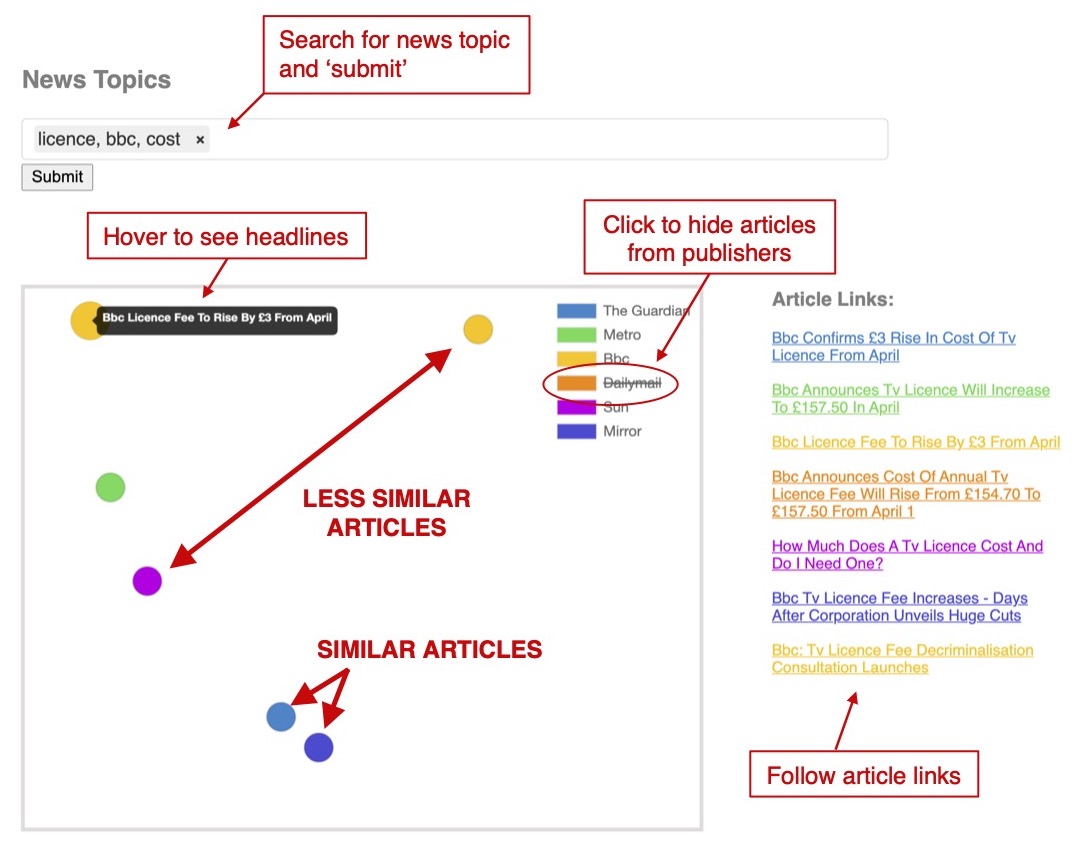 Search for news topic
and ‘submit’
News Topics
licence, bbc, cost ×
Submit
Hover to see headlines
Click to hide articles
from publishers
Bbc Licence Fee To Rise By £3 From April
The Guardian
Metro
Bbc
Dailymail
Sun
Mirror
LESS SIMILAR
ARTICLES
SIMILAR ARTICLES
Article Links:
Bbc Confirms £3 Rise In Cost Of Tv
Licence From April
Bbc Announces Tv Licence Will Increase
To £157.50 In April
Bbc Licence Fee To Rise By £3 From April
Bbc Announces Cost Of Annual Tv
Licence Fee Will Rise From £154.70 To
£157.50 From April 1
How Much Does A Tv Licence Cost And
Do I Need One?
Bbc Tv Licence Fee Increases - Days
After Corporation Unveils Huge Cuts
Bbc: Tv Licence Fee Decriminalisation
Consultation Launches
Follow article links